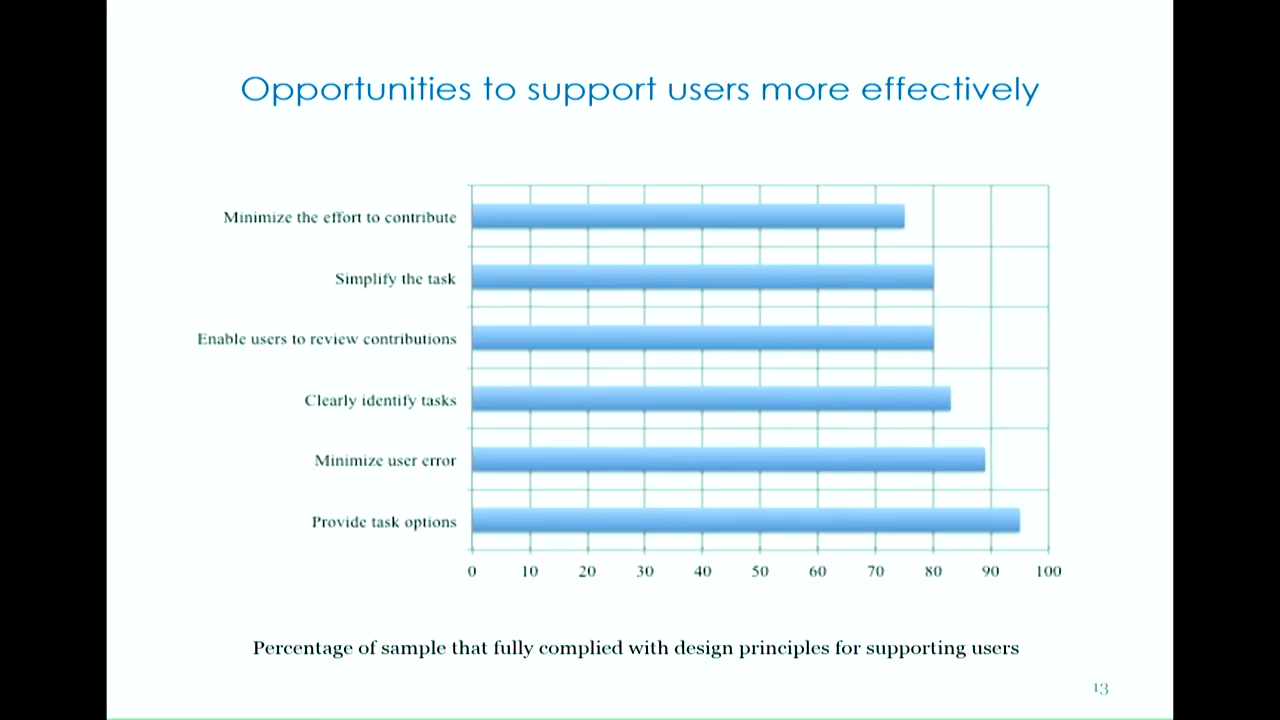 Opportunities to support users more effectively
Minimize the effort to contribute
Simplify the task
Enable users to review contributions
Clearly identify tasks
Minimize user error
Provide task options
0 10 20 30 40 50 60 70 80 90 100
Percentage of sample that fully complied with design principles for supporting users
13